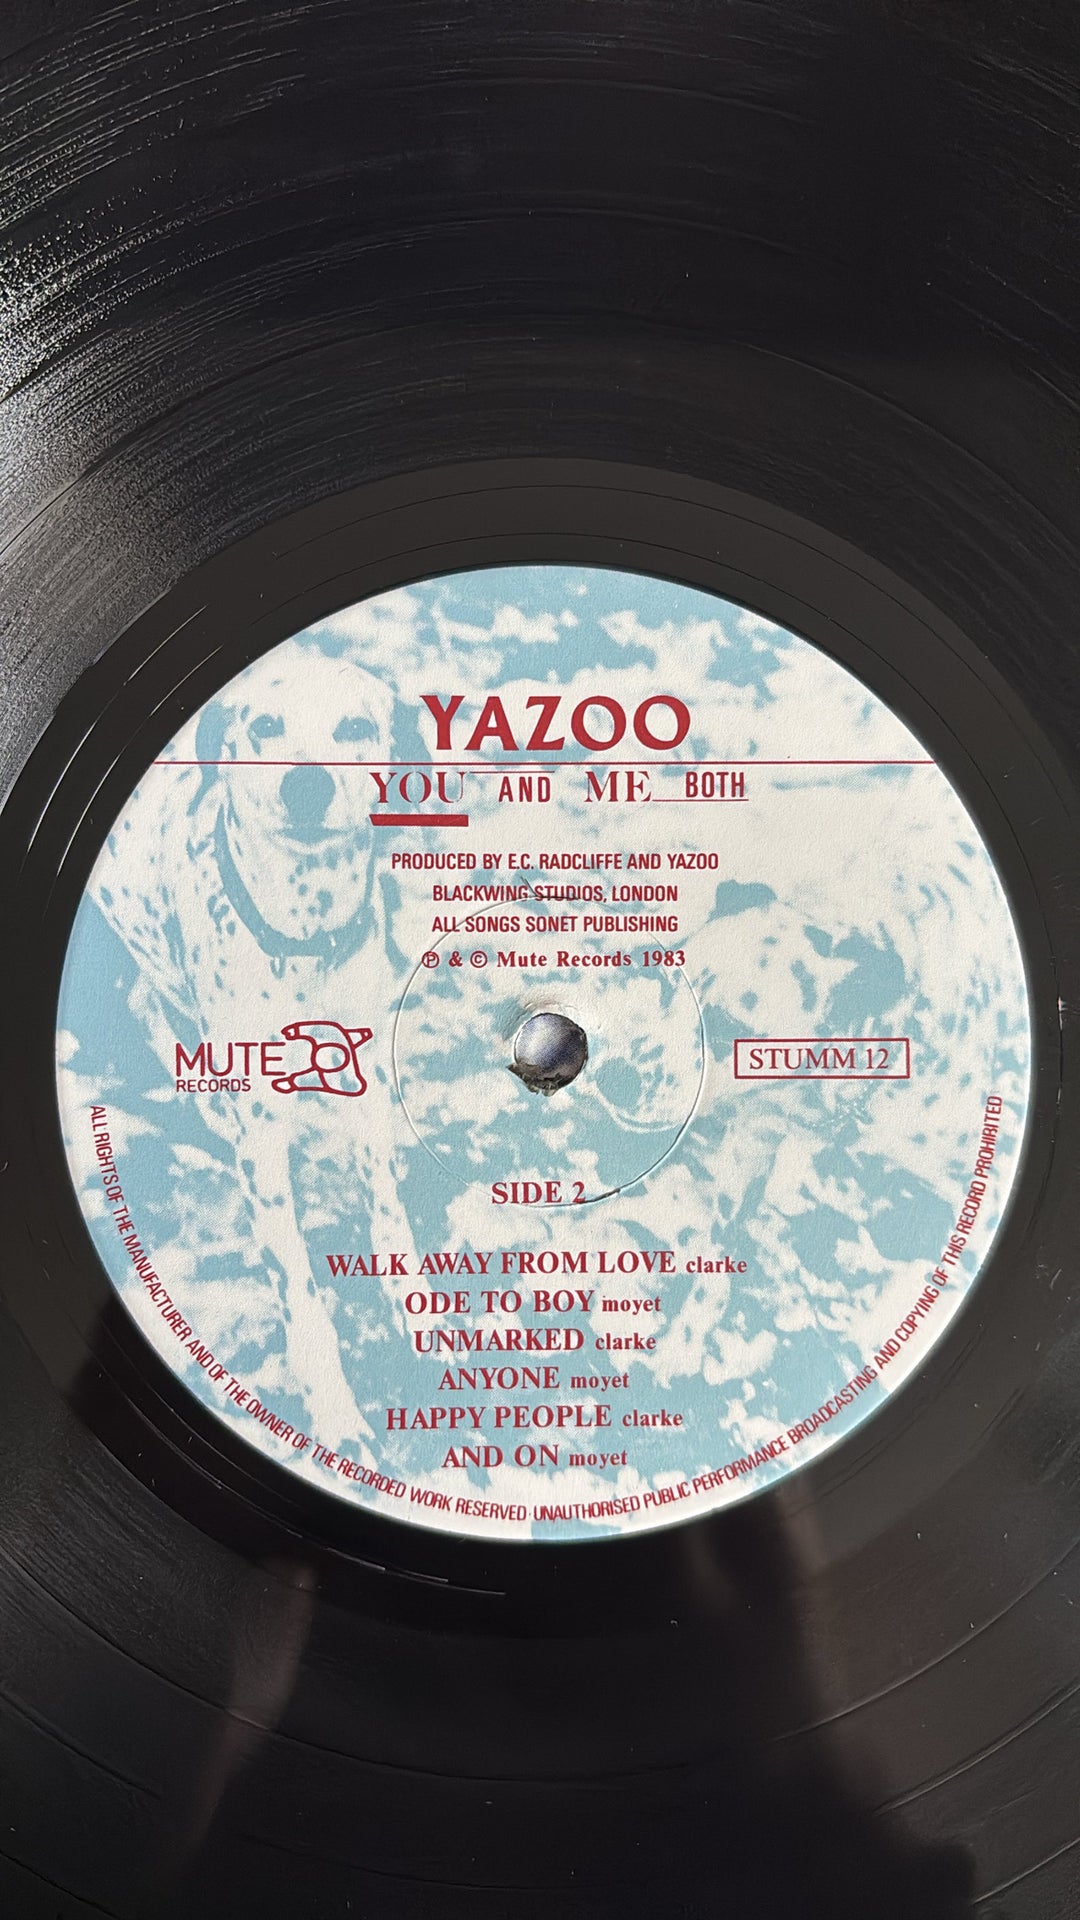 YAZOO
YOU AND ME BOTH
PRODUCED BY E.C. RADCLIFFE AND YAZOO
BLACKWING STUDIOS, LONDON
ALL SONGS SONET PUBLISHING
℗ & © Mute Records 1983
MUTE
RECORDS
STUMM 12
SIDE 2
WALK AWAY FROM LOVE clarke
ODE TO BOY moyet
UNMARKED clarke
ANYONE moyet
HAPPY PEOPLE clarke
AND ON moyet
ALL RIGHTS OF THE MANUFACTURER AND OF THE OWNER OF THE RECORDED WORK RESERVED · UNAUTHORISED PUBLIC PERFORMANCE BROADCASTING AND COPYING OF THIS RECORD PROHIBITED